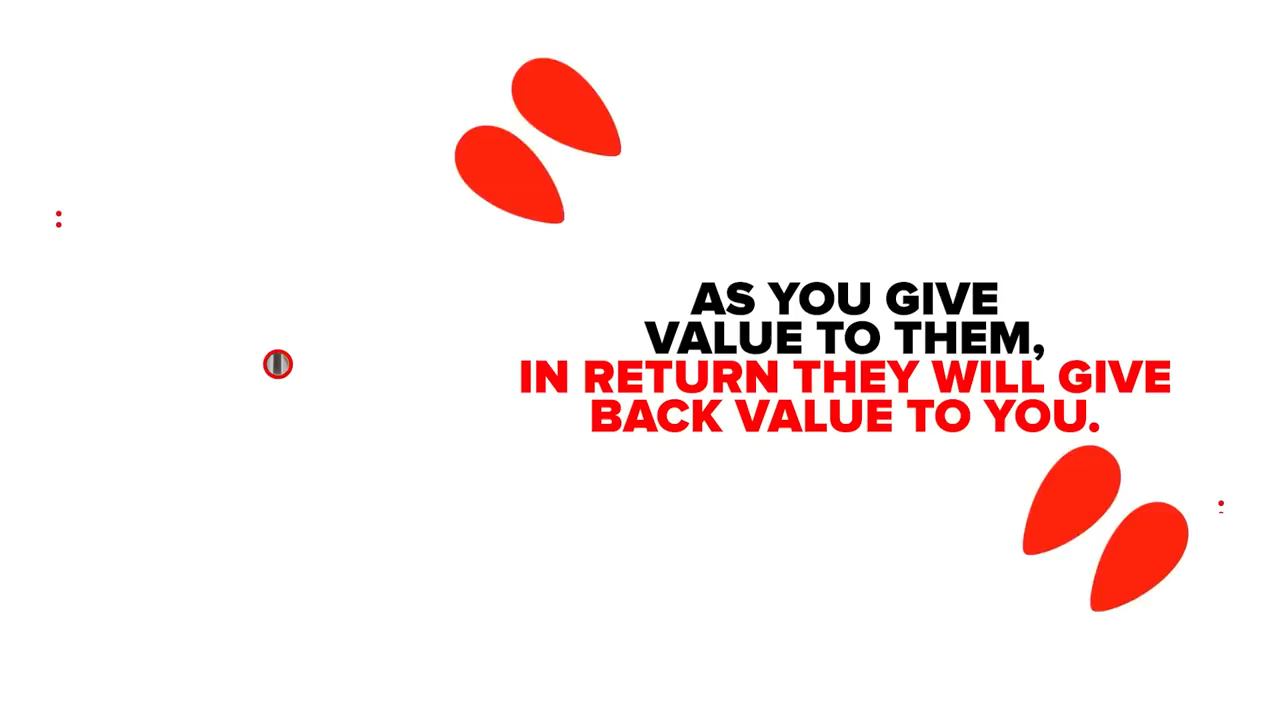 AS YOU GIVE
VALUE TO THEM,
IN RETURN THEY WILL GIVE
BACK VALUE TO YOU.